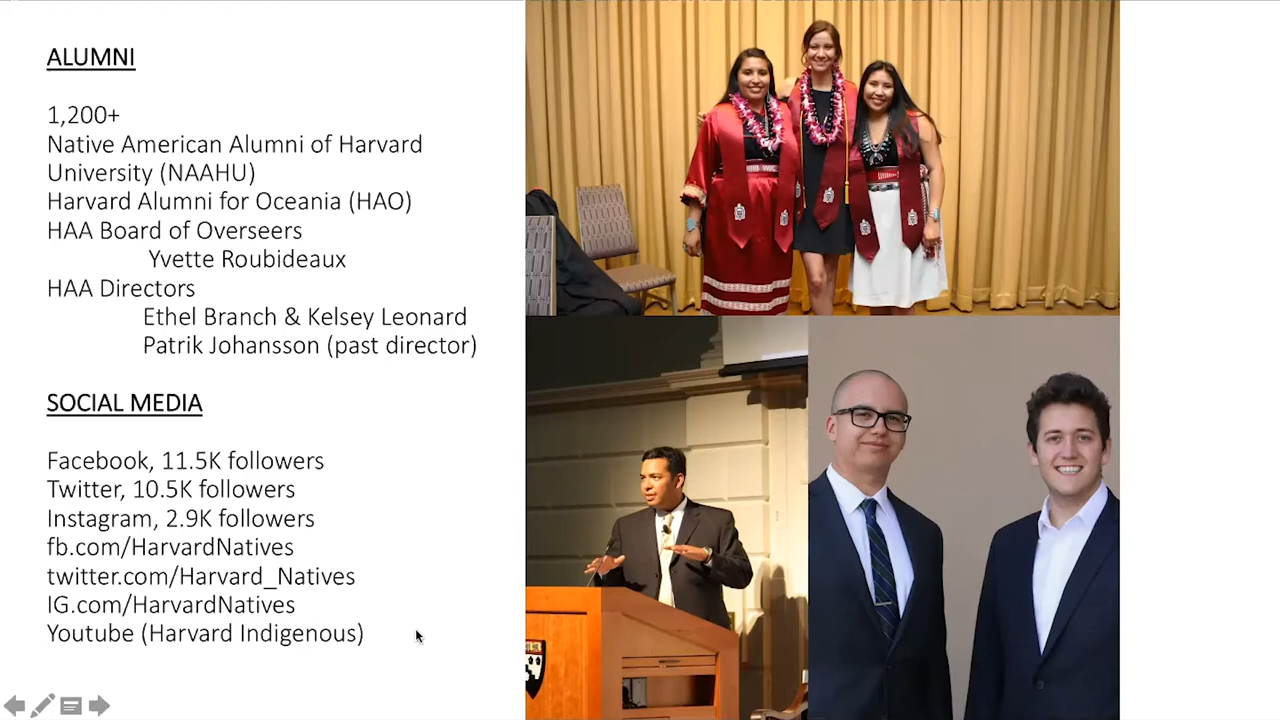 ALUMNI
1,200+
Native American Alumni of Harvard
University (NAAHU)
Harvard Alumni for Oceania (HAO)
HAA Board of Overseers
Yvette Roubideaux
HAA Directors
Ethel Branch & Kelsey Leonard
Patrik Johansson (past director)
SOCIAL MEDIA
Facebook, 11.5K followers
Twitter, 10.5K followers
Instagram, 2.9K followers
fb.com/HarvardNatives
twitter.com/Harvard_Natives
IG.com/HarvardNatives
Youtube (Harvard Indigenous)